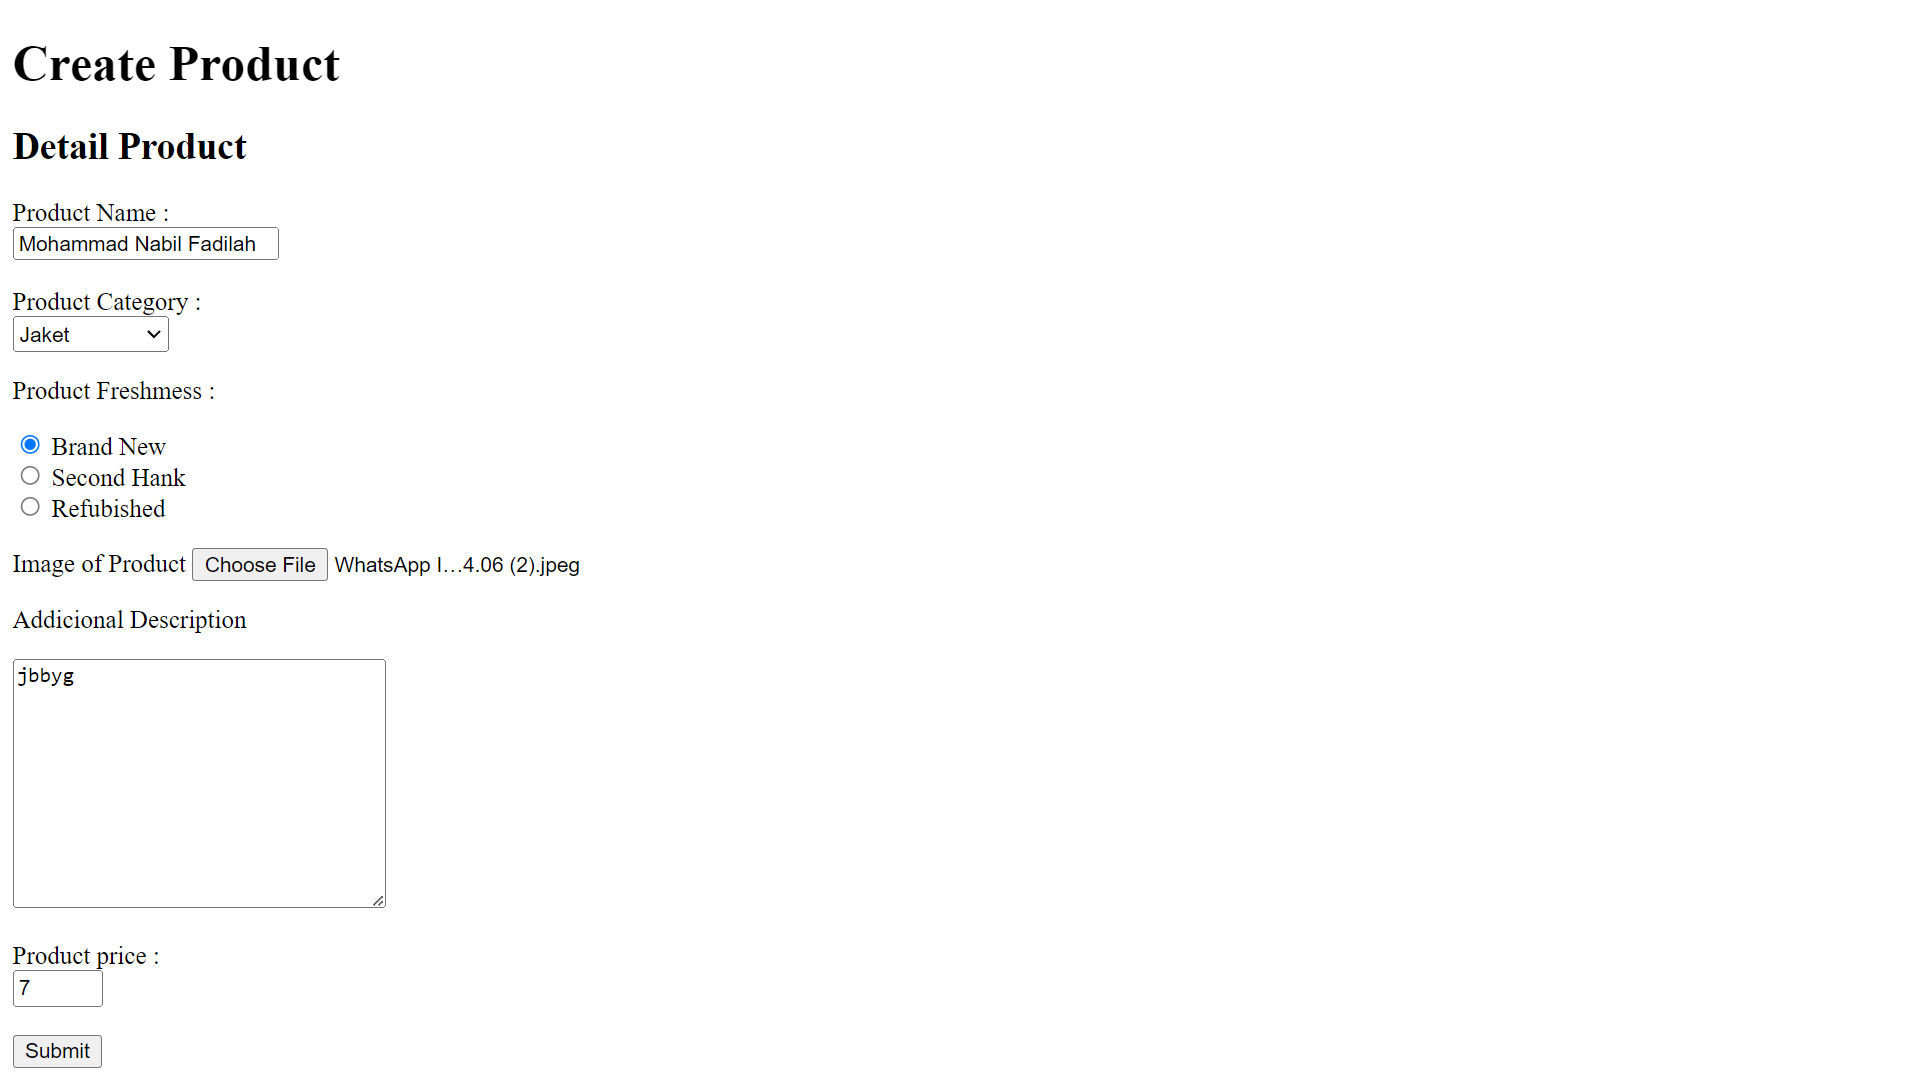 Create Product
Detail Product
Product Name :
Mohammad Nabil Fadilah
Product Category :
Jaket
Product Freshmess :
Brand New
Second Hank
Refubished
Image of Product Choose File WhatsApp I...4.06 (2).jpeg
Addicional Description
jbbyg
Product price :
7
Submit